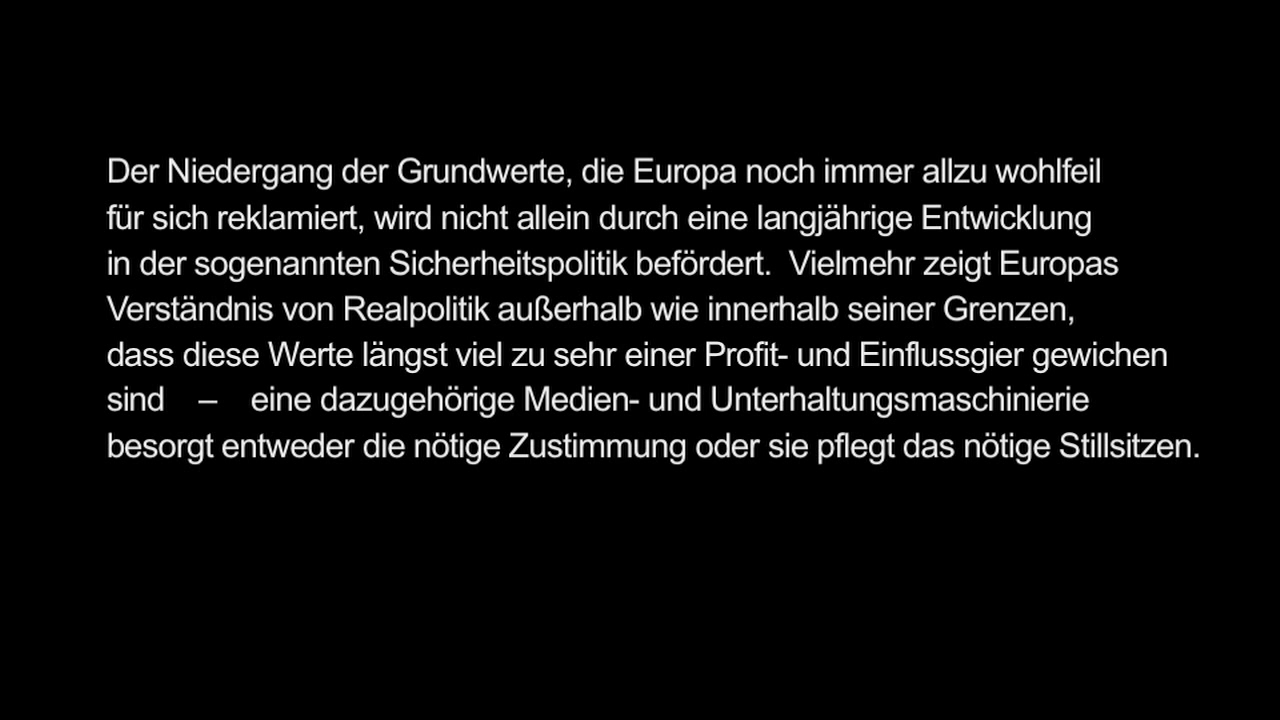 Der Niedergang der Grundwerte, die Europa noch immer allzu wohlfeil
für sich reklamiert, wird nicht allein durch eine langjährige Entwicklung
in der sogenannten Sicherheitspolitik befördert.  Vielmehr zeigt Europas
Verständnis von Realpolitik außerhalb wie innerhalb seiner Grenzen,
dass diese Werte längst viel zu sehr einer Profit- und Einflussgier gewichen
sind    –    eine dazugehörige Medien- und Unterhaltungsmaschinierie
besorgt entweder die nötige Zustimmung oder sie pflegt das nötige Stillsitzen.